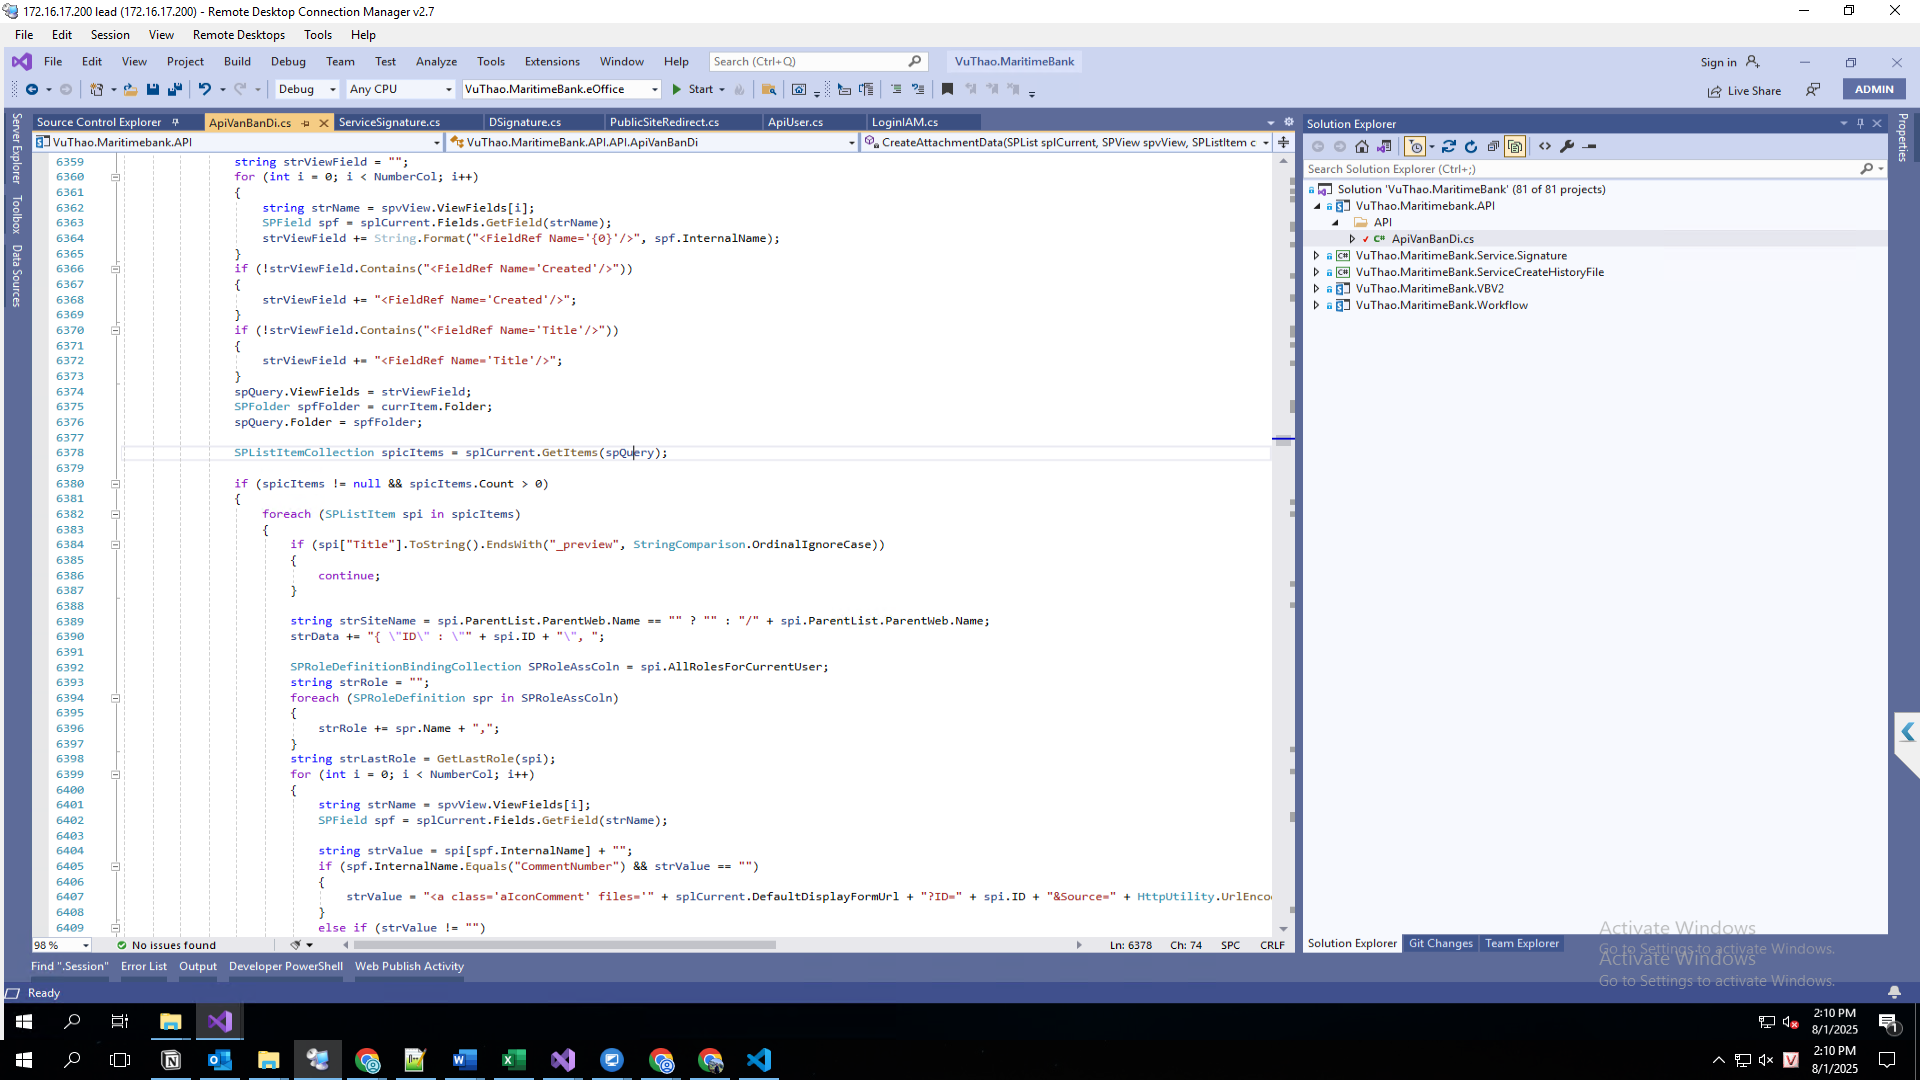 172.16.17.200 lead (172.16.17.200) - Remote Desktop Connection Manager v2.7
File Edit Session View Remote Desktops Tools Help
File Edit View Project Build Debug Team Test Analyze Tools Extensions Window Help Search (Ctrl+Q) VuThao.MaritimeBank Sign in
Debug Any CPU VuThao.MaritimeBank.eOffice Start Live Share ADMIN
Server Explorer
Toolbox
Data Sources
Source Control Explorer ApiVanBanDi.cs ServiceSignature.cs DSignature.cs PublicSiteRedirect.cs ApiUser.cs LoginIAM.cs
VuThao.Maritimebank.API VuThao.MaritimeBank.API.API.ApiVanBanDi CreateAttachmentData(SPList splCurrent, SPView spvView, SPListItem c
6359 string strViewField = "";
6360 for (int i = 0; i < NumberCol; i++)
6361 {
6362 string strName = spvView.ViewFields[i];
6363 SPField spf = splCurrent.Fields.GetField(strName);
6364 strViewField += String.Format("<FieldRef Name='{0}'/>", spf.InternalName);
6365 }
6366 if (!strViewField.Contains("<FieldRef Name='Created'/>"))
6367 {
6368 strViewField += "<FieldRef Name='Created'/>";
6369 }
6370 if (!strViewField.Contains("<FieldRef Name='Title'/>"))
6371 {
6372 strViewField += "<FieldRef Name='Title'/>";
6373 }
6374 spQuery.ViewFields = strViewField;
6375 SPFolder spfFolder = currItem.Folder;
6376 spQuery.Folder = spfFolder;
6377
6378 SPListItemCollection spicItems = splCurrent.GetItems(spQuery);
6379
6380 if (spicItems != null && spicItems.Count > 0)
6381 {
6382 foreach (SPListItem spi in spicItems)
6383 {
6384 if (spi["Title"].ToString().EndsWith("_preview", StringComparison.OrdinalIgnoreCase))
6385 {
6386 continue;
6387 }
6388
6389 string strSiteName = spi.ParentList.ParentWeb.Name == "" ? "" : "/" + spi.ParentList.ParentWeb.Name;
6390 strData += "{ \"ID\" : \"" + spi.ID + "\", ";
6391
6392 SPRoleDefinitionBindingCollection SPRoleAssColn = spi.AllRolesForCurrentUser;
6393 string strRole = "";
6394 foreach (SPRoleDefinition spr in SPRoleAssColn)
6395 {
6396 strRole += spr.Name + ",";
6397 }
6398 string strLastRole = GetLastRole(spi);
6399 for (int i = 0; i < NumberCol; i++)
6400 {
6401 string strName = spvView.ViewFields[i];
6402 SPField spf = splCurrent.Fields.GetField(strName);
6403
6404 string strValue = spi[spf.InternalName] + "";
6405 if (spf.InternalName.Equals("CommentNumber") && strValue == "")
6406 {
6407 strValue = "<a class='aIconComment' files='" + splCurrent.DefaultDisplayFormUrl + "?ID=" + spi.ID + "&Source=" + HttpUtility.UrlEnco
6408 }
6409 else if (strValue != "")
98 % No issues found Ln: 6378 Ch: 74 SPC CRLF
Solution Explorer
Search Solution Explorer (Ctrl+;)
Solution 'VuThao.MaritimeBank' (81 of 81 projects)
VuThao.Maritimebank.API
API
ApiVanBanDi.cs
VuThao.MaritimeBank.Service.Signature
VuThao.MaritimeBank.ServiceCreateHistoryFile
VuThao.MaritimeBank.VBV2
VuThao.MaritimeBank.Workflow
Properties
Solution Explorer Git Changes Team Explorer
Activate Windows
Go to Settings to activate Windows.
Activate Windows
Go to Settings to activate Windows.
Find ".Session" Error List Output Developer PowerShell Web Publish Activity
Ready
2:10 PM
8/1/2025
1
2:10 PM
8/1/2025